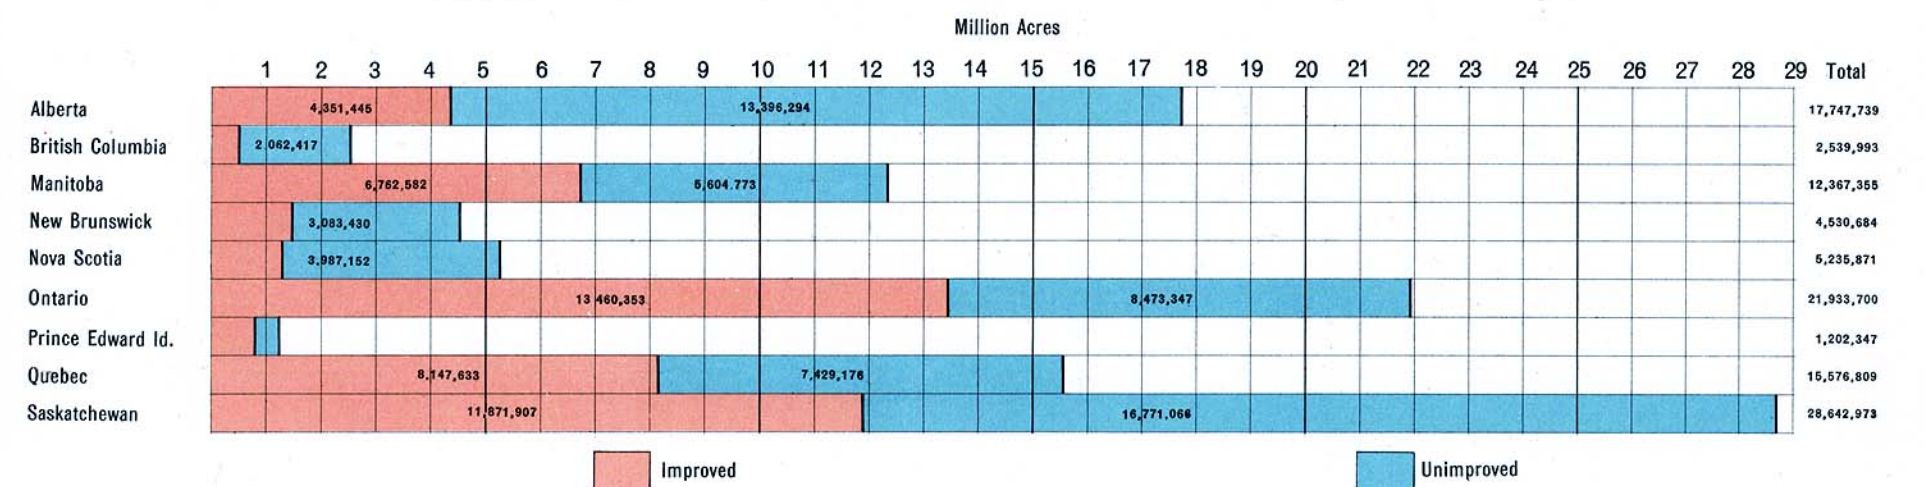 Million Acres
1 2 3 4 5 6 7 8 9 10 11 12 13 14 15 16 17 18 19 20 21 22 23 24 25 26 27 28 29 Total
Alberta 4,351,445 13,396,294 17,747,739
British Columbia 2 062,417 2,539,993
Manitoba 6,762,582 5,604.773 12,367,355
New Brunswick 3,083,430 4,530,684
Nova Scotia 3.987,152 5,235,871
Ontario 13 460,353 8,473,347 21,933,700
Prince Edward Id. 1,202,347
Quebec 8,147,633 7,429,176 15,576,809
Saskatchewan 11,871,907 16,771,066 28,642,973
Improved Unimproved